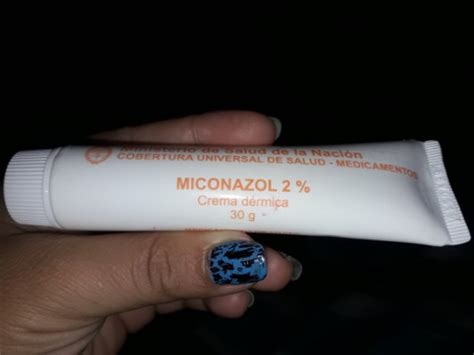 Ministerio de Salud de la Nación
COBERTURA UNIVERSAL DE SALUD - MEDICAMENTOS
MICONAZOL 2 %
Crema dérmica
30 g